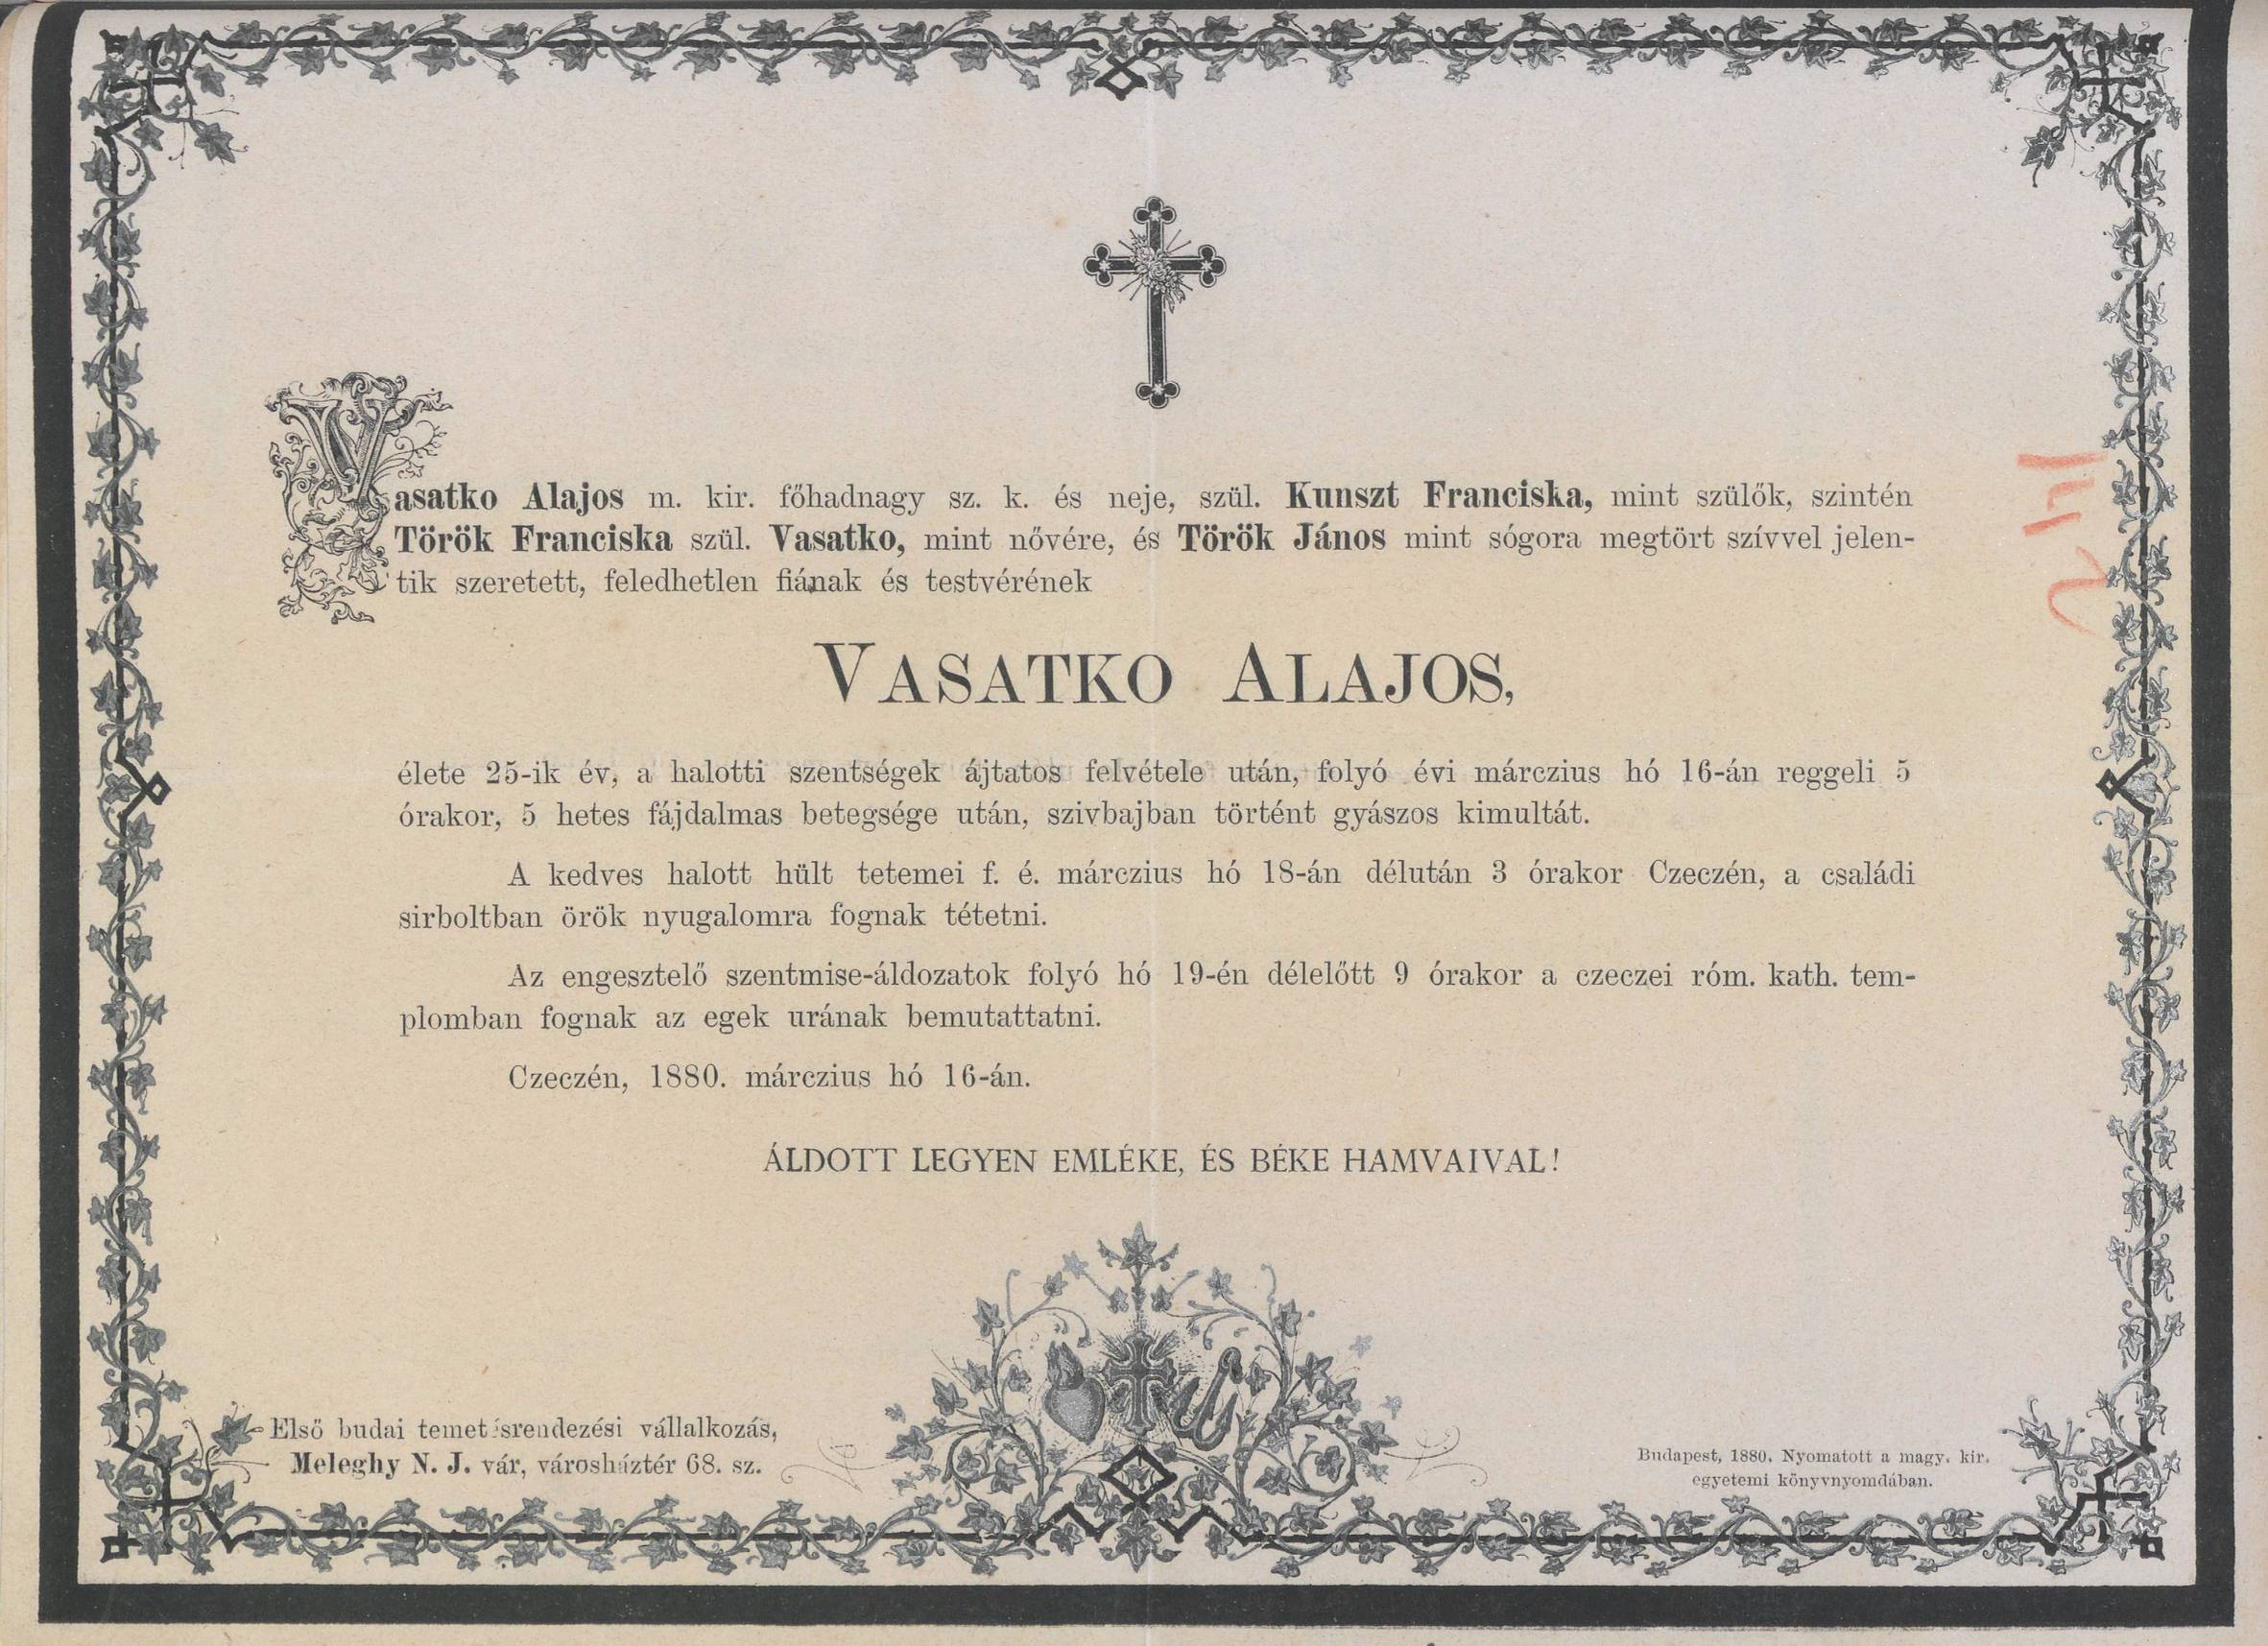 Vasatko Alajos m. kir. főhadnagy sz. k. és neje, szül. Kunszt Franciska, mint szülők, szintén
Török Franciska szül. Vasatko, mint nővére, és Török János mint sógora megtört szívvel jelen-
tik szeretett, feledhetlen fiának és testvérének
VASATKO ALAJOS,
élete 25-ik év, a halotti szentségek ájtatos felvétele után, folyó évi márczius hó 16-án reggeli 5
órakor, 5 hetes fájdalmas betegsége után, szivbajban történt gyászos kimultát.
A kedves halott hült tetemei f. é. márczius hó 18-án délután 3 órakor Czeczén, a családi
sirboltban örök nyugalomra fognak tétetni.
Az engesztelő szentmise-áldozatok folyó hó 19-én délelőtt 9 órakor a czeczei róm. kath. tem-
plomban fognak az egek urának bemutattatni.
Czeczén, 1880. márczius hó 16-án.
ÁLDOTT LEGYEN EMLÉKE, ÉS BÉKE HAMVAIVAL!
Első budai temetésrendezési vállalkozás,
Meleghy N. J. vár, városháztér 68. sz.
Budapest, 1880. Nyomatott a magy. kir.
egyetemi könyvnyomdában.